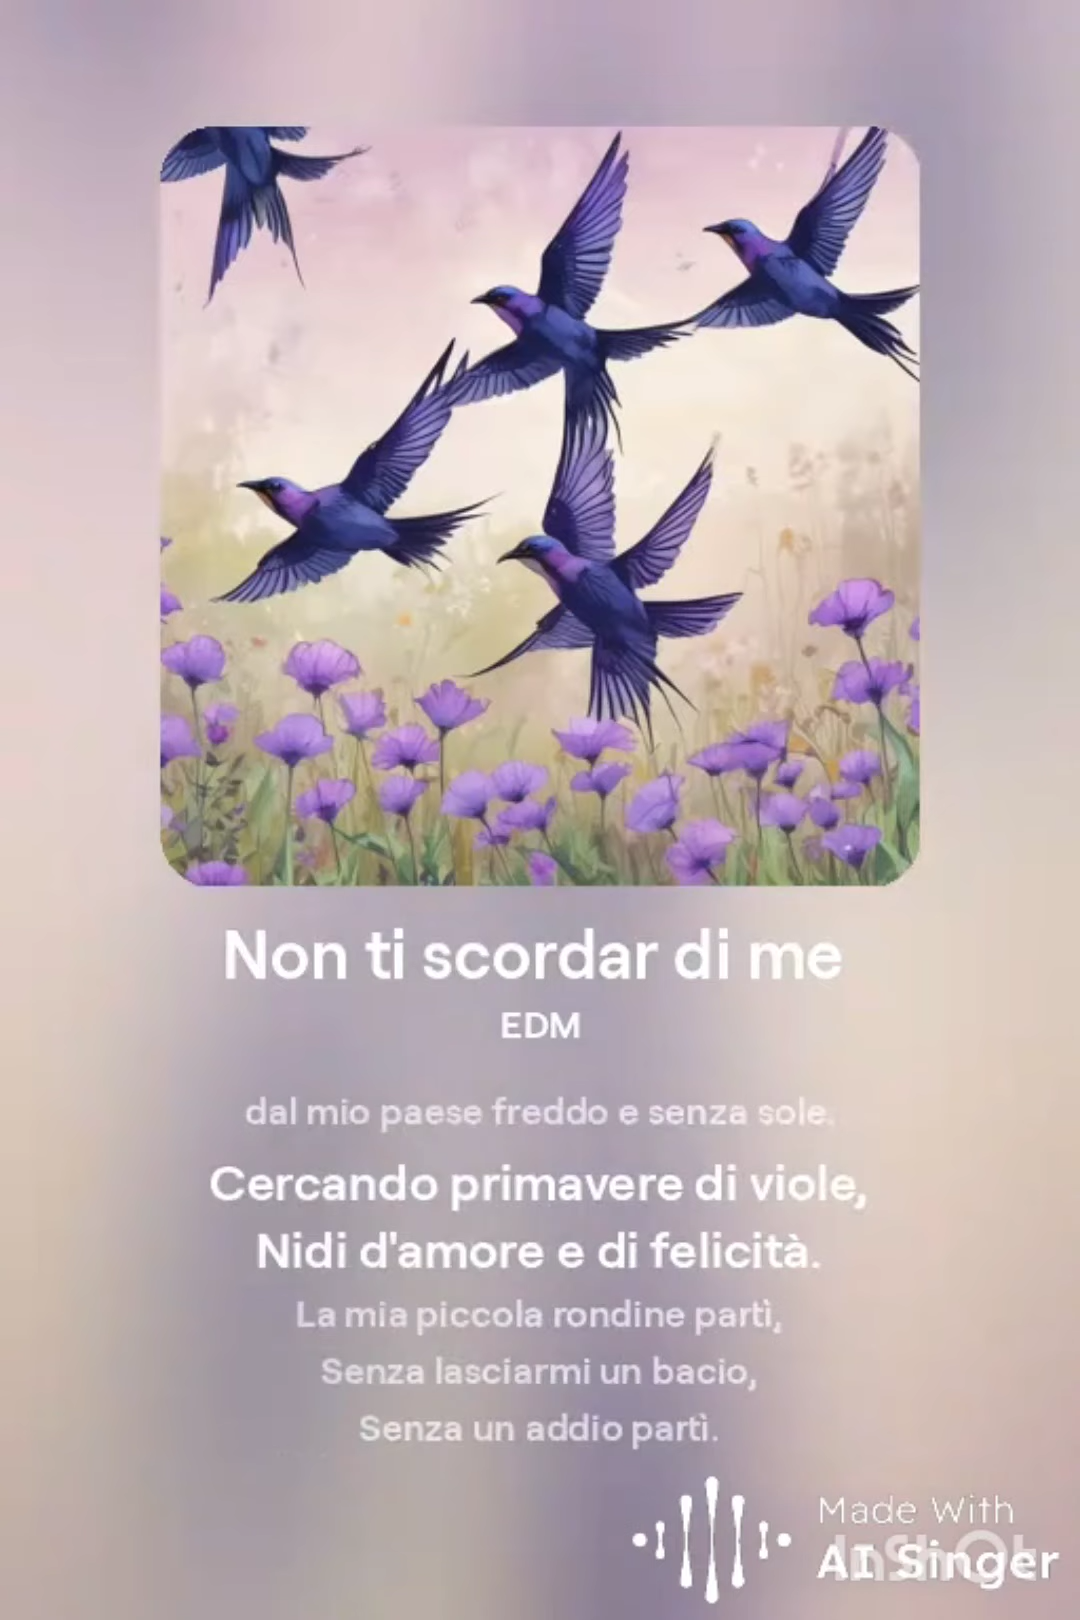 Non ti scordar di me
EDM
dal mio paese freddo e senza sole.
Cercando primavere di viole,
Nidi d'amore e di felicità.
La mia piccola rondine partì,
Senza lasciarmi un bacio,
Senza un addio partì.
Made With
AI Singer
InShOt